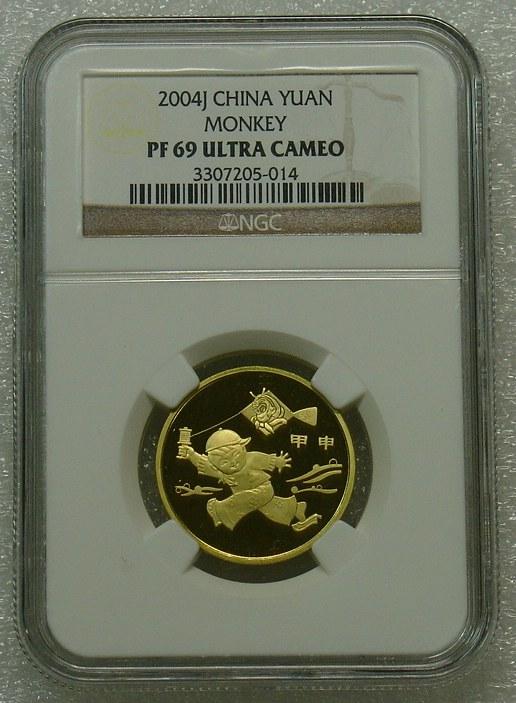 2004J CHINA YUAN
MONKEY
PF 69 ULTRA CAMEO
3307205-014
NGC
甲申